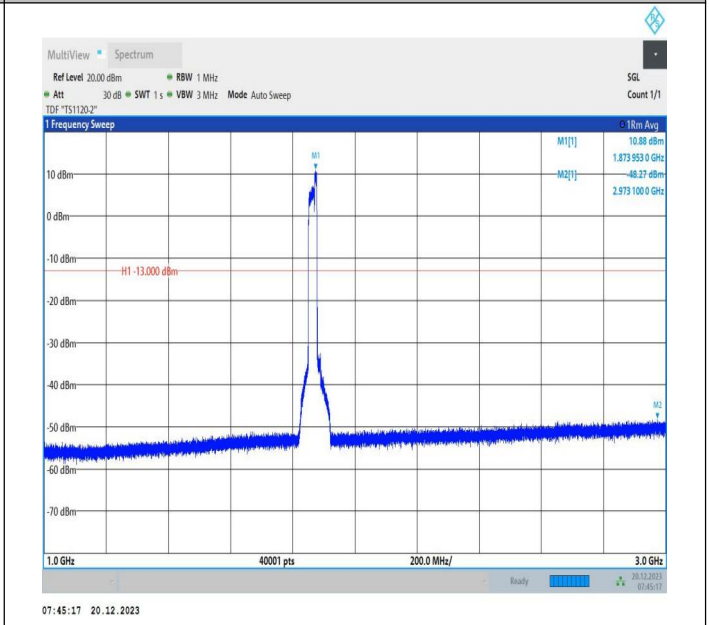 R S
MultiView Spectrum
Ref Level 20.00 dBm RBW 1 MHz SGL
Att 30 dB SWT 1 s VBW 3 MHz Mode Auto Sweep Count 1/1
TDF "TS1120-2"
1 Frequency Sweep 1Rm Avg
M1[1] 10.88 dBm
1.873 953 0 GHz
M1
10 dBm M2[1] -48.27 dBm
2.973 100 0 GHz
0 dBm
-10 dBm
H1 -13.000 dBm
-20 dBm
-30 dBm
-40 dBm
M2
-50 dBm
-60 dBm
-70 dBm
1.0 GHz 40001 pts 200.0 MHz/ 3.0 GHz
Ready 20.12.2023
07:45:17
07:45:17 20.12.2023